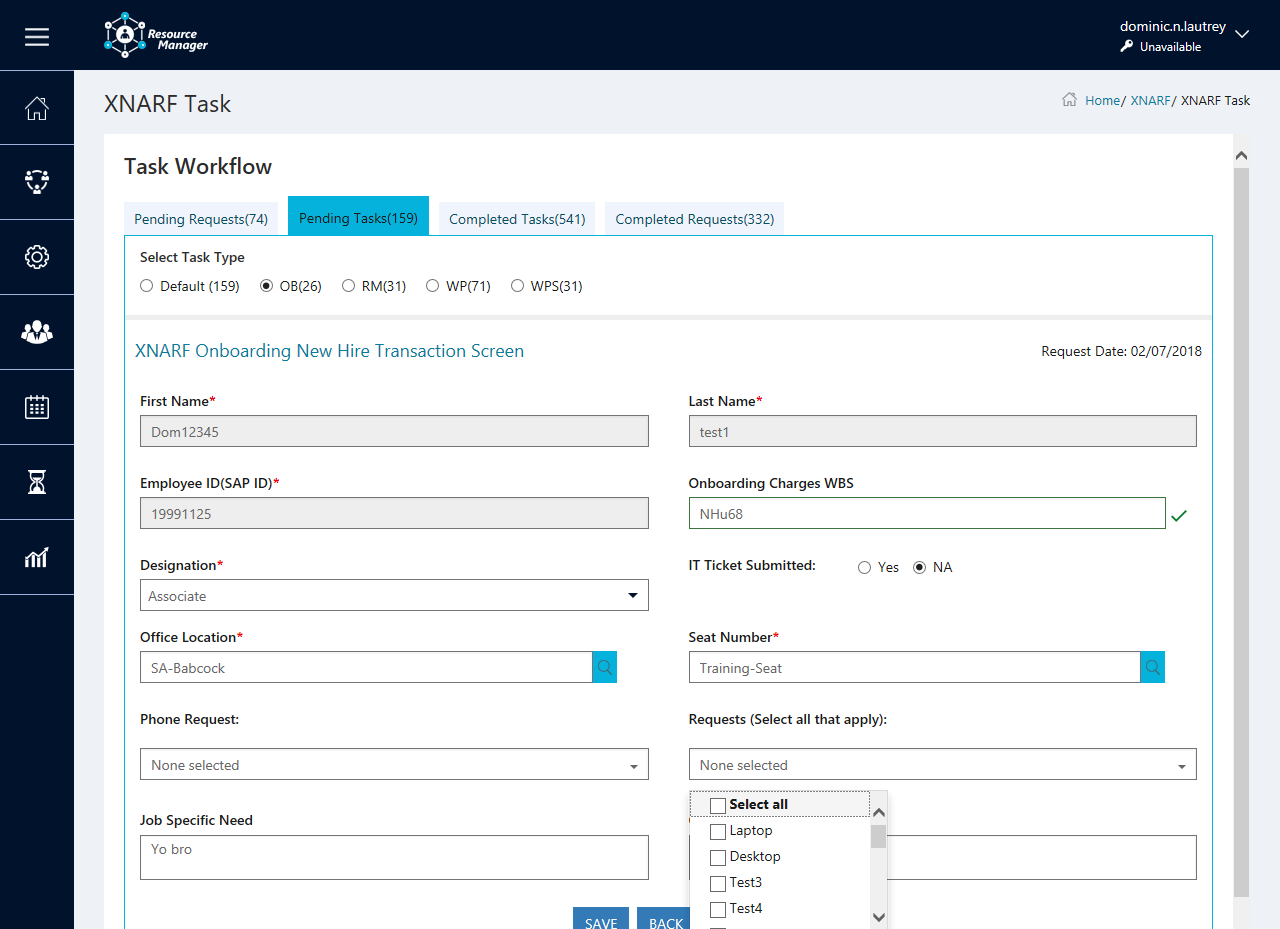 Resource Manager
dominic.n.lautrey
Unavailable
XNARF Task
Home/ XNARF/ XNARF Task
Task Workflow
Pending Requests(74) Pending Tasks(159) Completed Tasks(541) Completed Requests(332)
Select Task Type
Default (159) OB(26) RM(31) WP(71) WPS(31)
XNARF Onboarding New Hire Transaction Screen Request Date: 02/07/2018
First Name* Last Name*
Dom12345 test1
Employee ID(SAP ID)* Onboarding Charges WBS
19991125 NHu68
Designation* IT Ticket Submitted: Yes NA
Associate
Office Location* Seat Number*
SA-Babcock Training-Seat
Phone Request: Requests (Select all that apply):
None selected None selected
Select all
Job Specific Need
Laptop
Yo bro
Desktop
Test3
Test4
SAVE BACK